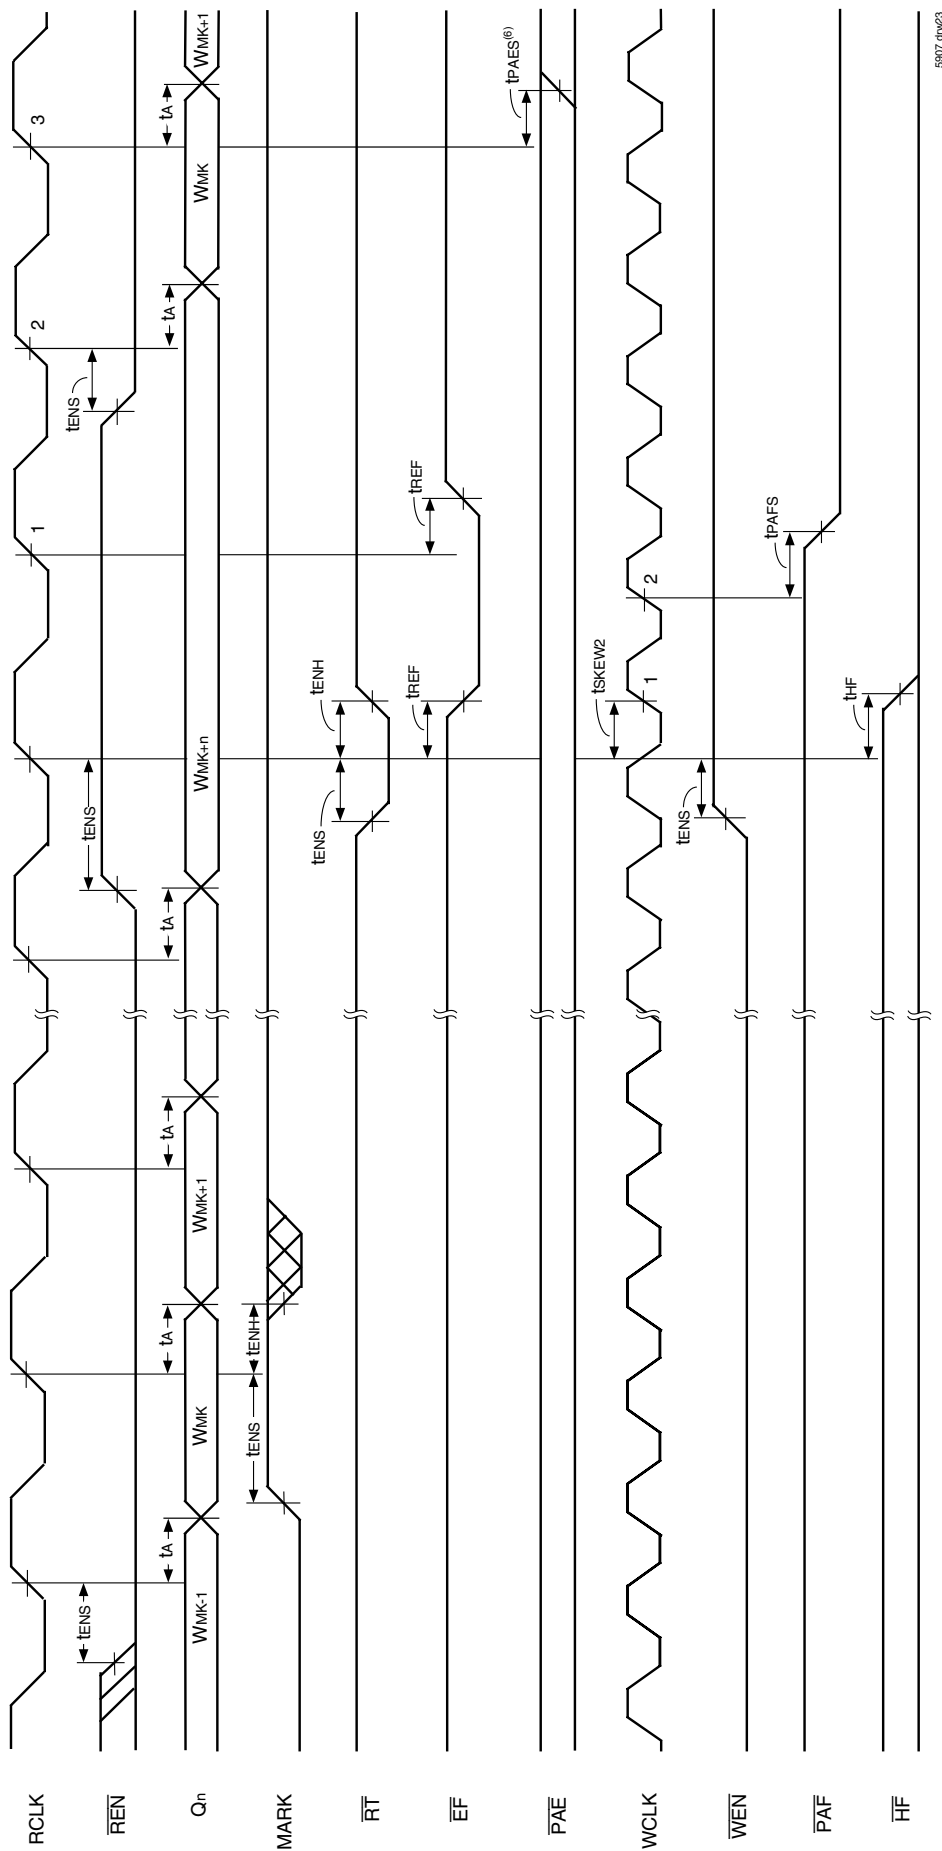 RCLK
1
2
3
REN
tENS
tENS
tENS
Qn
WMK-1
tA
WMK
tA
WMK+1
tA
tA
WMK+n
tA
WMK
tA
WMK+1
MARK
tENS
tENH
RT
tENS
tENH
EF
tREF
tREF
PAE
tPAES(6)
WCLK
tSKEW2
1
2
WEN
tENS
PAF
tPAFS
HF
tHF
5907 drw23